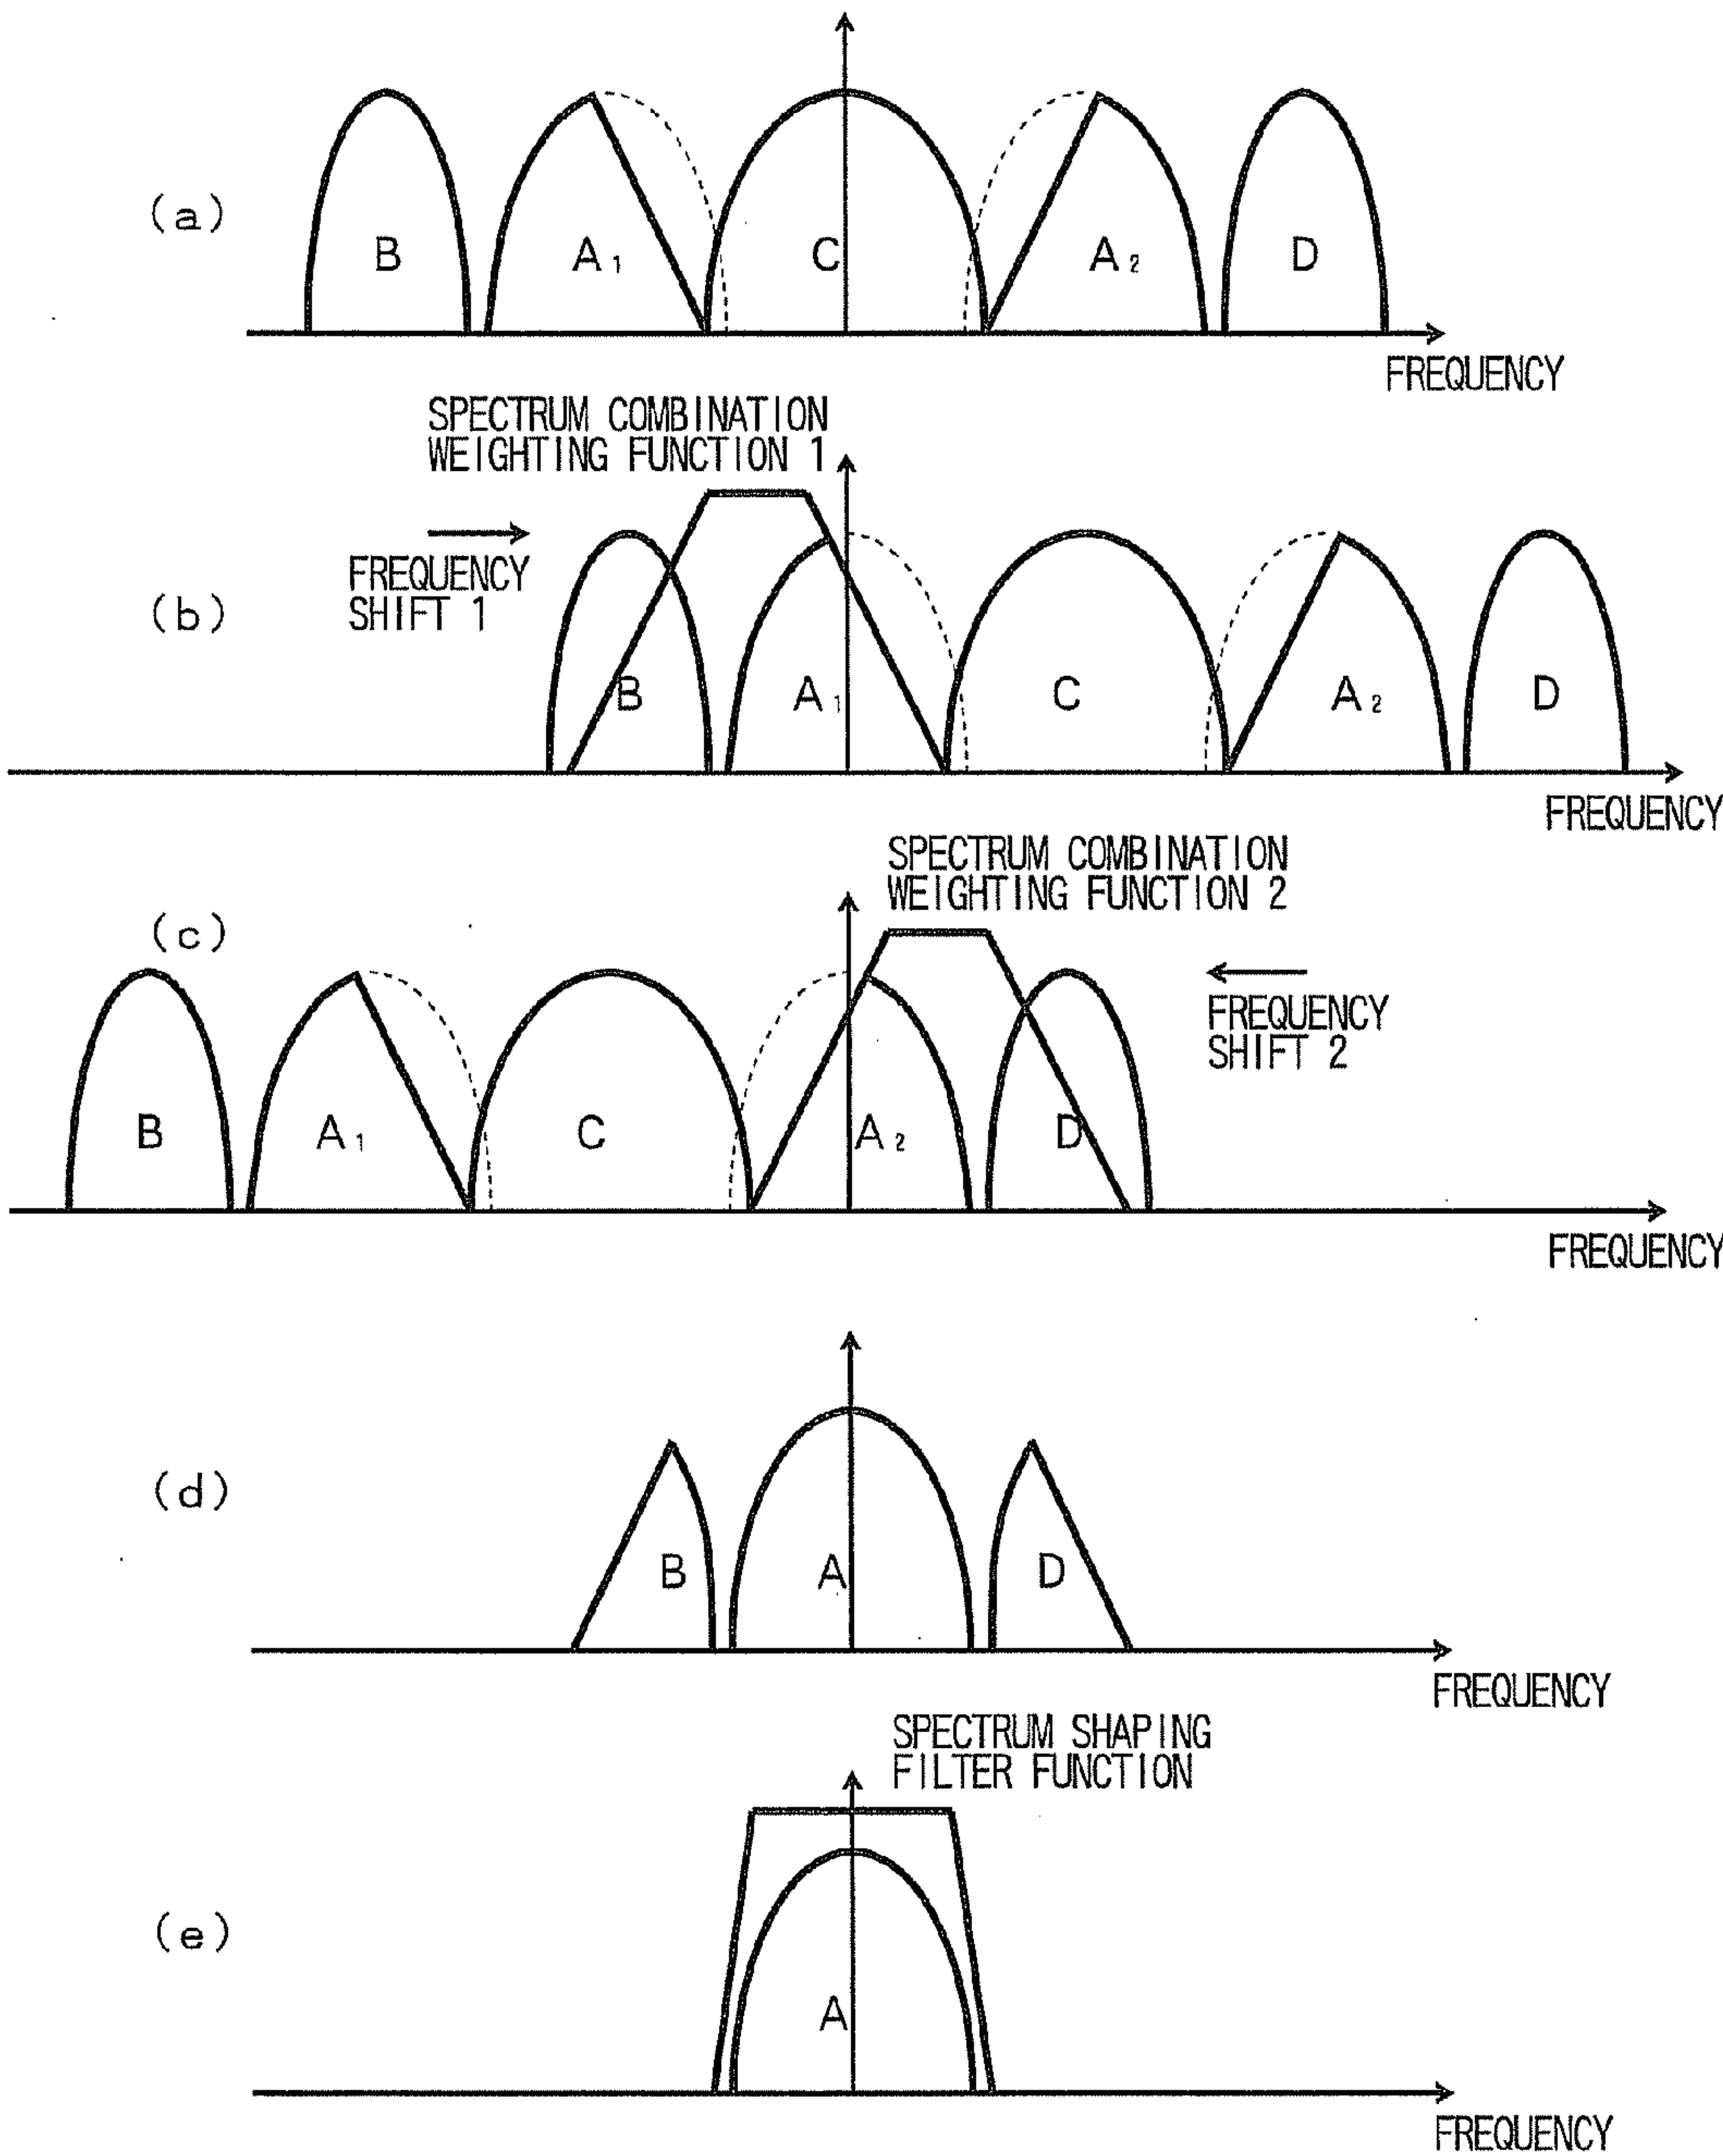 (a)
B
A1
C
A2
D
FREQUENCY
SPECTRUM COMBINATION
WEIGHTING FUNCTION 1
FREQUENCY
SHIFT 1
(b)
B
A1
C
A2
D
FREQUENCY
SPECTRUM COMBINATION
WEIGHTING FUNCTION 2
(c)
FREQUENCY
SHIFT 2
B
A1
C
A2
D
FREQUENCY
(d)
B
A
D
FREQUENCY
SPECTRUM SHAPING
FILTER FUNCTION
(e)
A
FREQUENCY